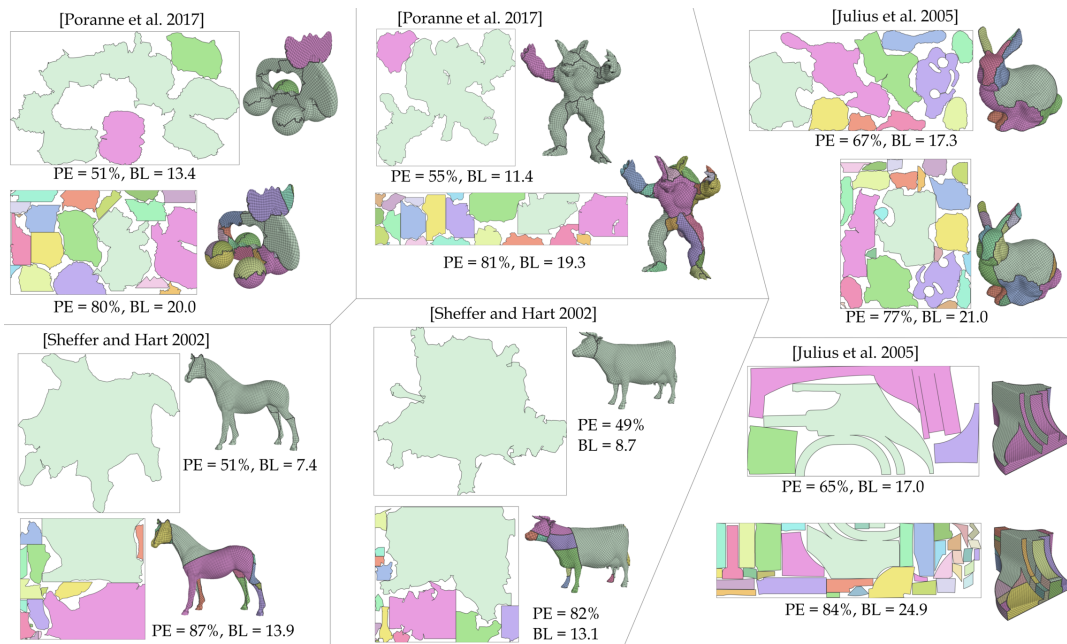 [Poranne et al. 2017]
PE = 51%, BL = 13.4
PE = 80%, BL = 20.0
[Poranne et al. 2017]
PE = 55%, BL = 11.4
PE = 81%, BL = 19.3
[Julius et al. 2005]
PE = 67%, BL = 17.3
PE = 77%, BL = 21.0
[Sheffer and Hart 2002]
PE = 51%, BL = 7.4
PE = 87%, BL = 13.9
[Sheffer and Hart 2002]
PE = 49%
BL = 8.7
PE = 82%
BL = 13.1
[Julius et al. 2005]
PE = 65%, BL = 17.0
PE = 84%, BL = 24.9